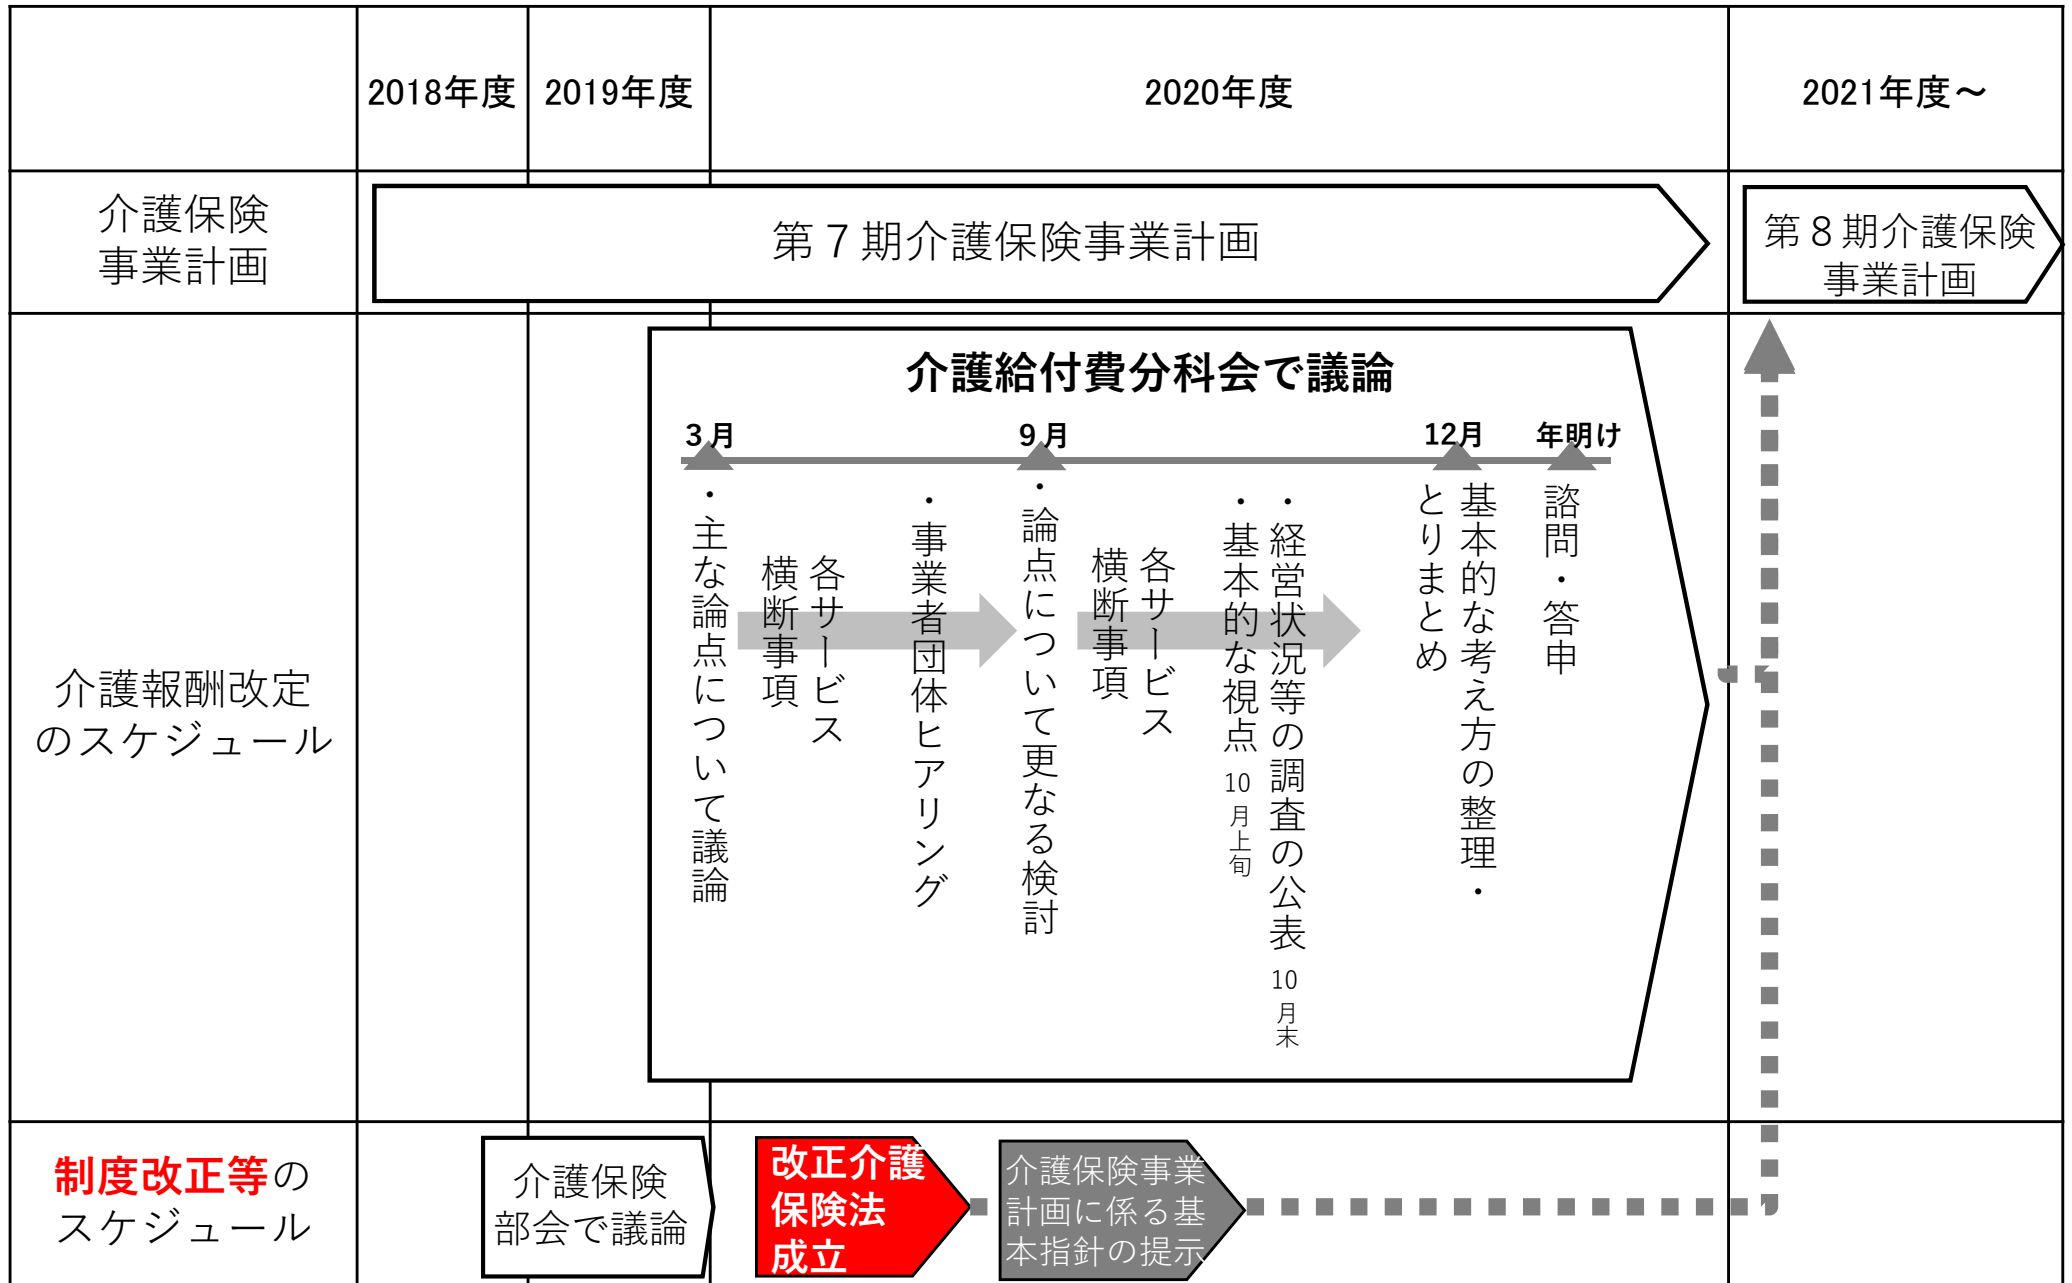 2018年度
2019年度
2020年度
2021年度～
介護保険
事業計画
第７期介護保険事業計画
第８期介護保険
事業計画
介護報酬改定
のスケジュール
介護給付費分科会で議論
３月
９月
12月
年明け
・主な論点について議論
各サービス
横断事項
・事業者団体ヒアリング
・論点について更なる検討
各サービス
横断事項
・経営状況等の調査の公表 10月末
・基本的な視点 10月上旬
基本的な考え方の整理・
とりまとめ
諮問・答申
制度改正等の
スケジュール
介護保険
部会で議論
改正介護
保険法
成立
介護保険事業
計画に係る基
本指針の提示